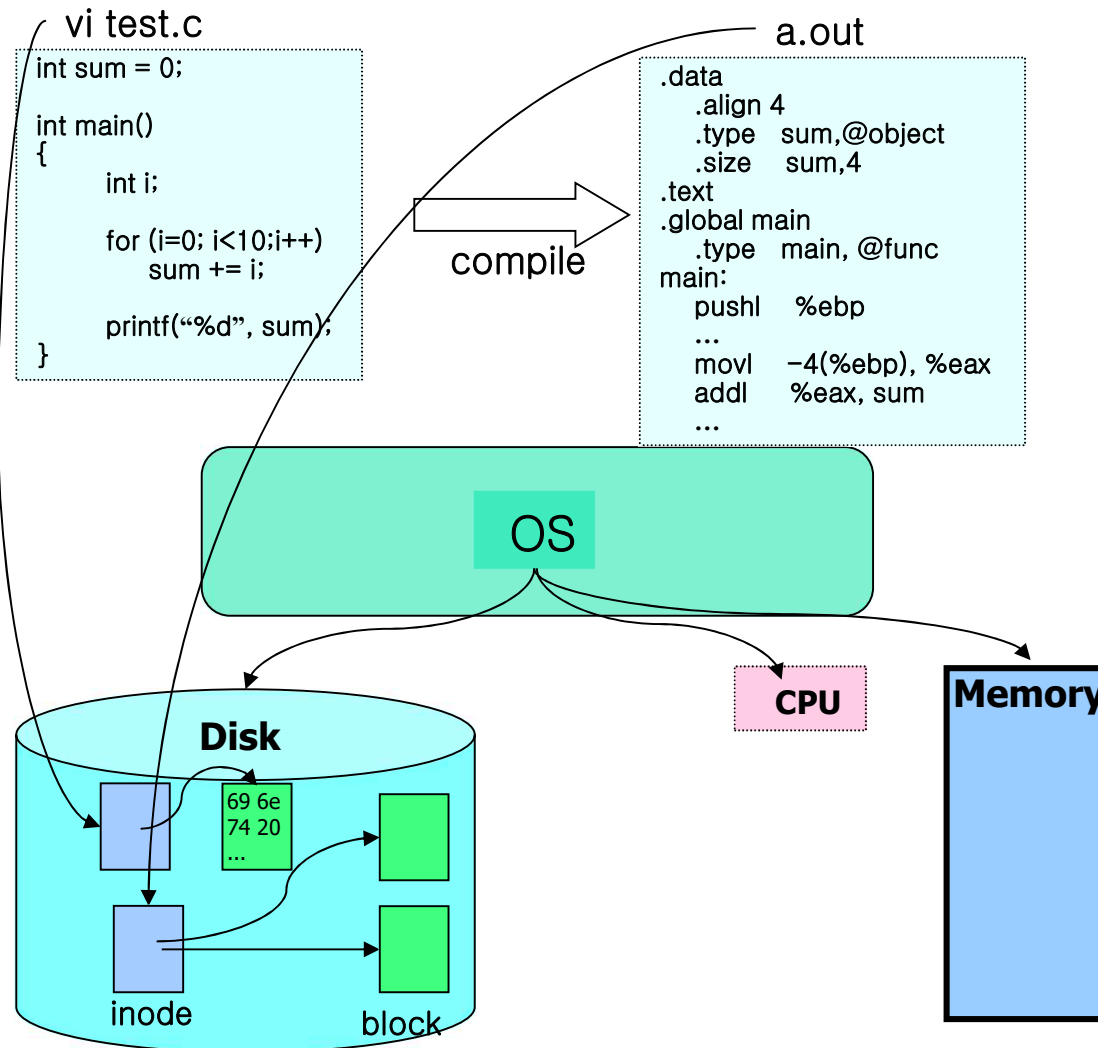 vi test.c
int sum = 0;
int main()
{
int i;
for (i=0; i<10;i++)
sum += i;
printf(“%d”, sum);
}
compile
a.out
.data
.align 4
.type sum,@object
.size sum,4
.text
.global main
.type main, @func
main:
pushl %ebp
...
movl -4(%ebp), %eax
addl %eax, sum
...
OS
Disk
69 6e
74 20
...
inode
block
CPU
Memory